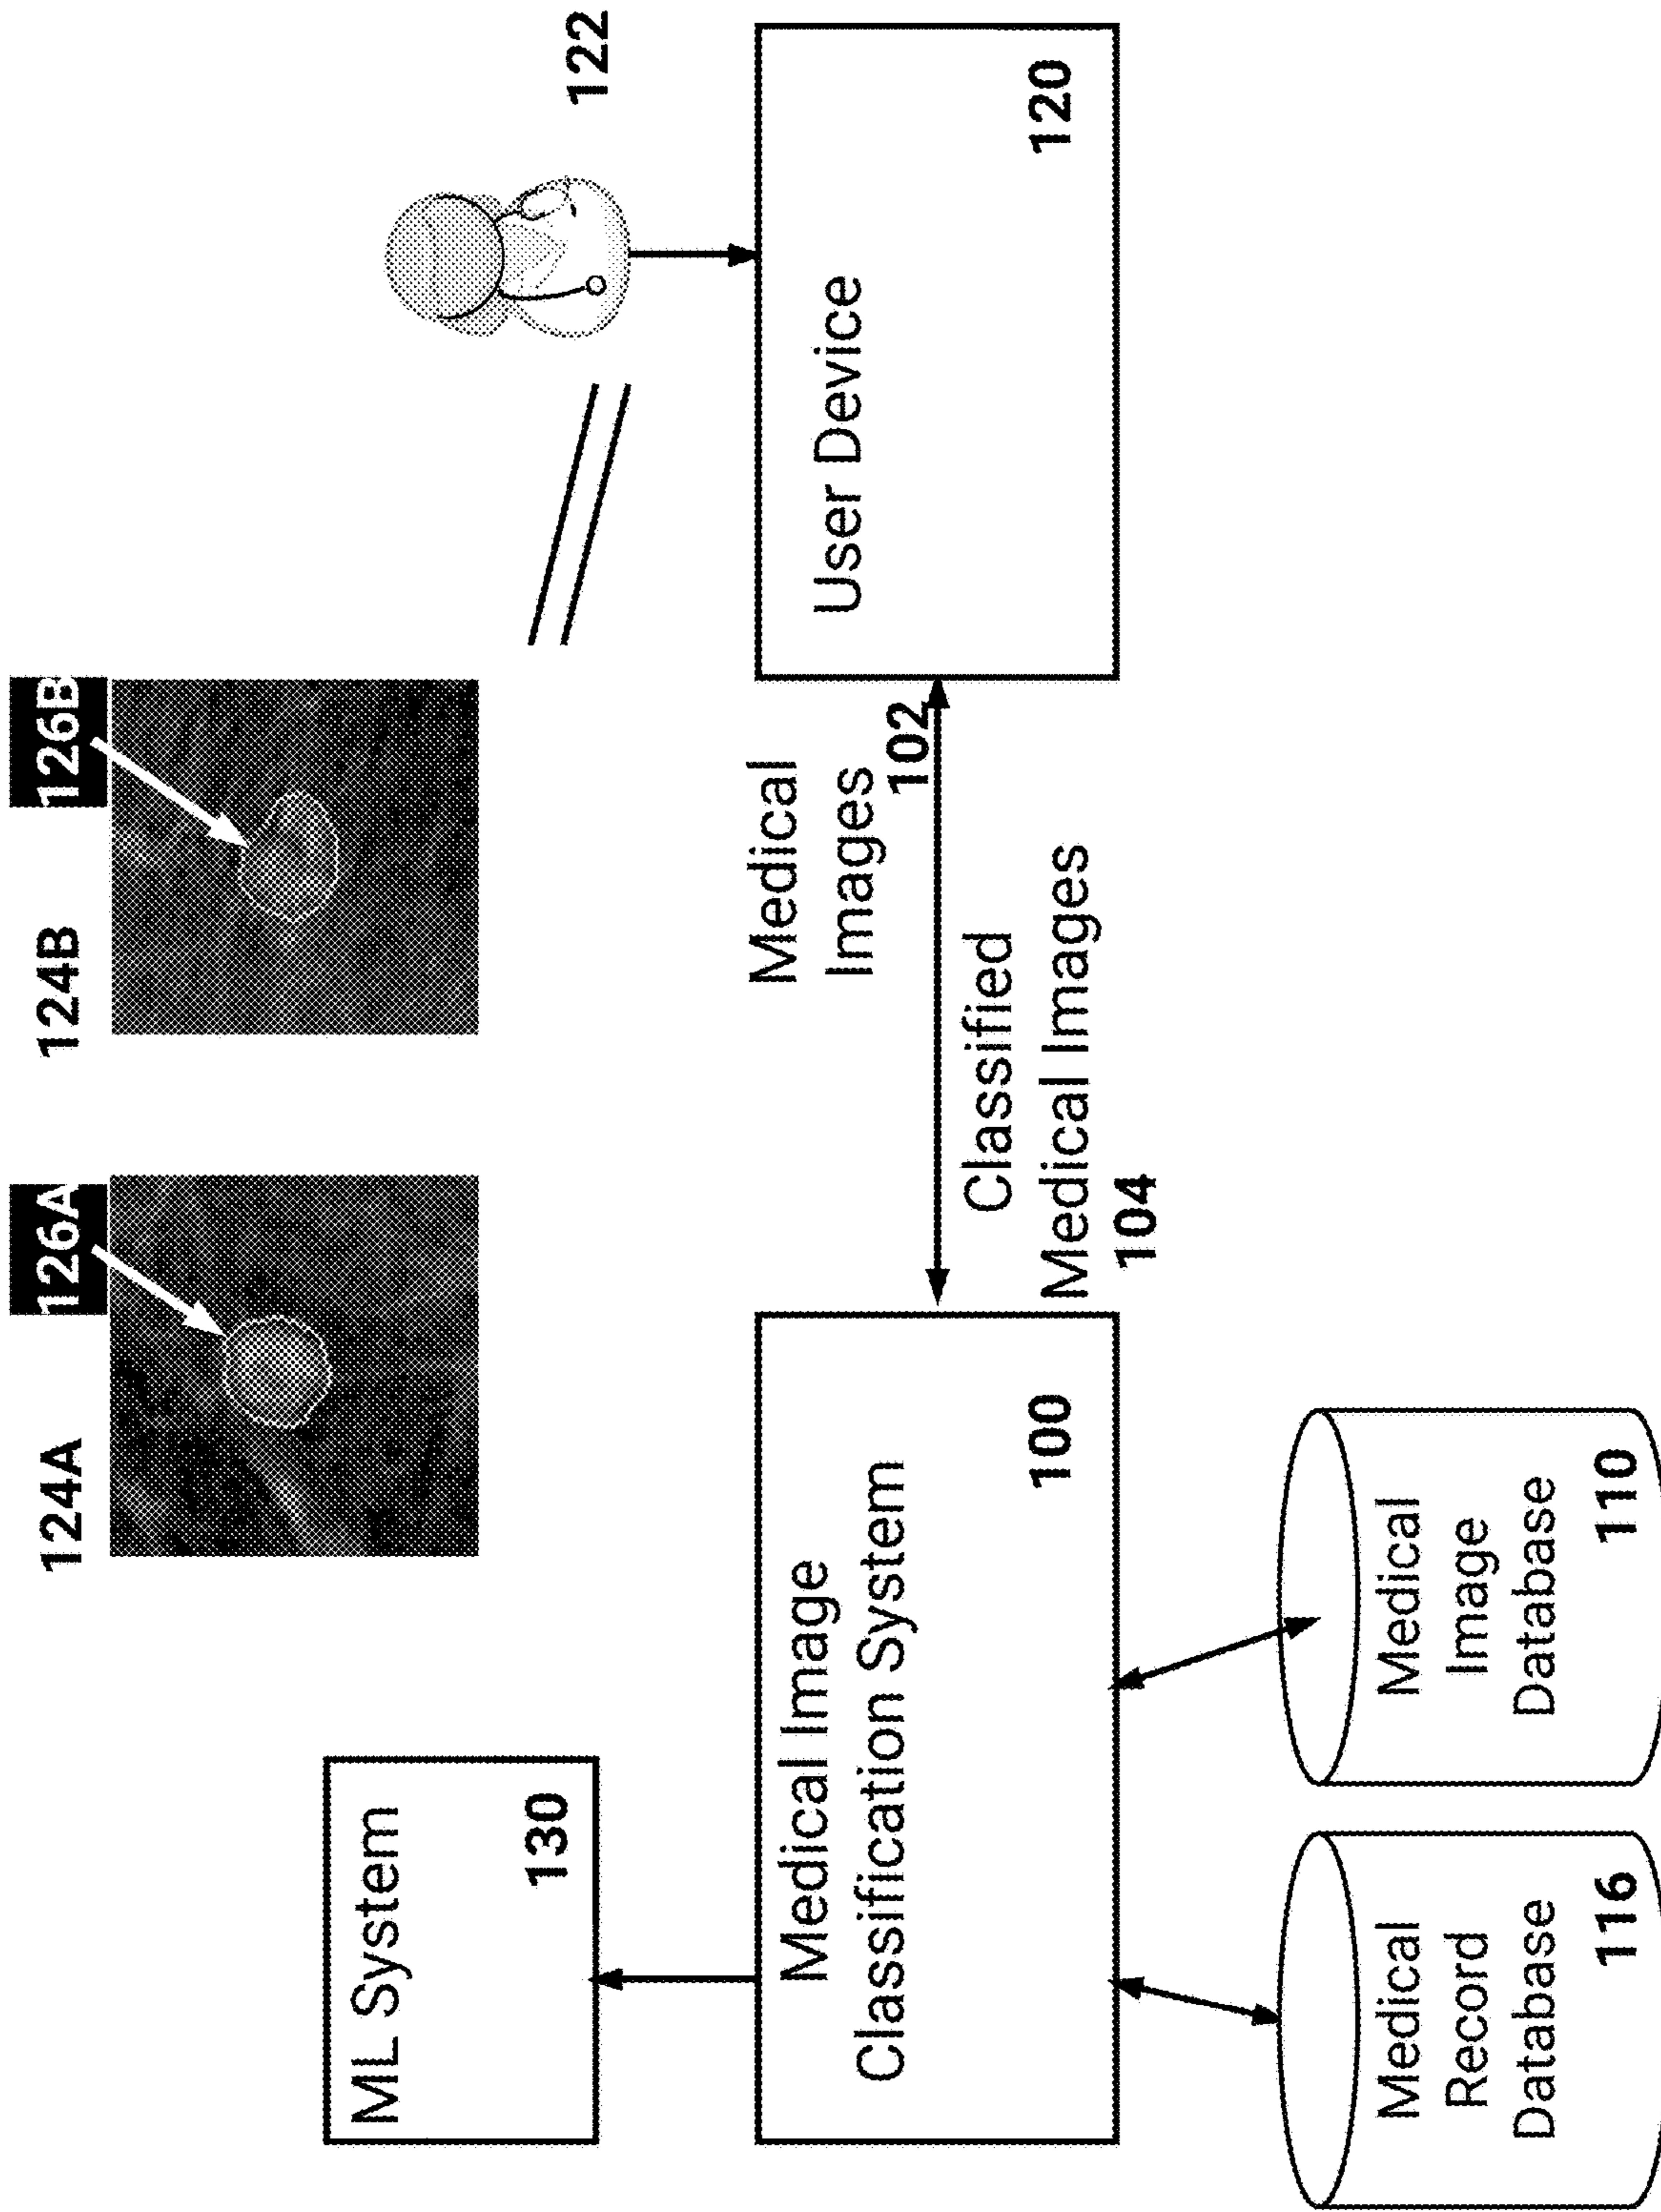 124A
126A
124B
126B
122
ML System
130
Medical Image
Classification System
100
Medical
Images
102
Classified
Medical Images
104
User Device
120
Medical
Record
Database
116
Medical
Image
Database
110